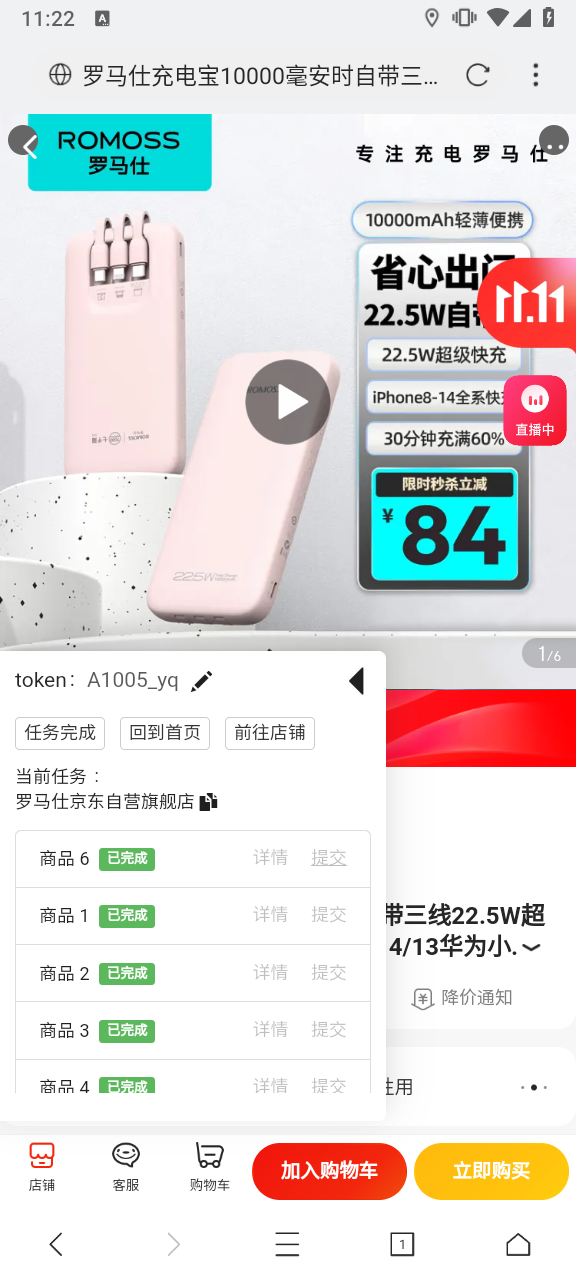 11:22
A
罗马仕充电宝10000毫安时自带三…
ROMOSS
罗马仕
专注充电罗马仕
10000mAh轻薄便携
省心出门
22.5W自带
22.5W超级快充
iPhone8-14全系快充
30分钟充满60%
限时秒杀立减
¥84
11.11
直播中
ROMOSS
22.5W
1/6
token：A1005_yq
任务完成
回到首页
前往店铺
当前任务：
罗马仕京东自营旗舰店
商品 6 已完成 详情 提交
商品 1 已完成 详情 提交
商品 2 已完成 详情 提交
商品 3 已完成 详情 提交
商品 4 已完成 详情 提交
带三线22.5W超
4/13华为小.
降价通知
性用
店铺
客服
购物车
加入购物车
立即购买
1